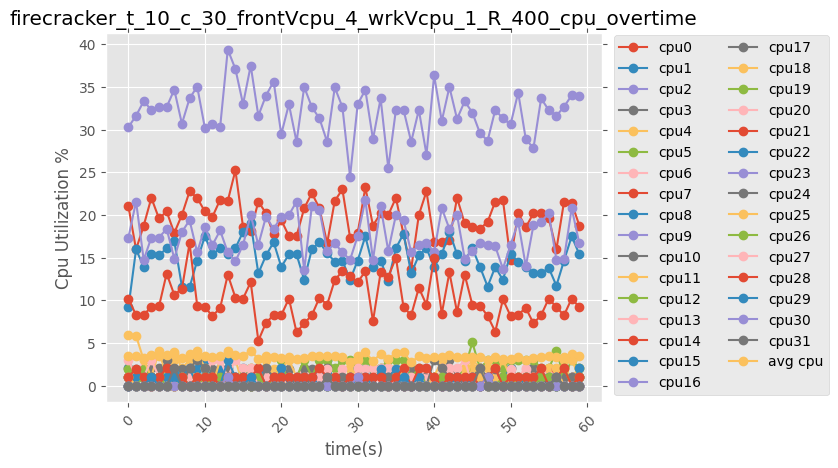 firecracker_t_10_c_30_frontVcpu_4_wrkVcpu_1_R_400_cpu_overtime
Cpu Utilization %
40
35
30
25
20
15
10
5
0
0
10
20
30
40
50
60
time(s)
cpu0
cpu1
cpu2
cpu3
cpu4
cpu5
cpu6
cpu7
cpu8
cpu9
cpu10
cpu11
cpu12
cpu13
cpu14
cpu15
cpu16
cpu17
cpu18
cpu19
cpu20
cpu21
cpu22
cpu23
cpu24
cpu25
cpu26
cpu27
cpu28
cpu29
cpu30
cpu31
avg cpu